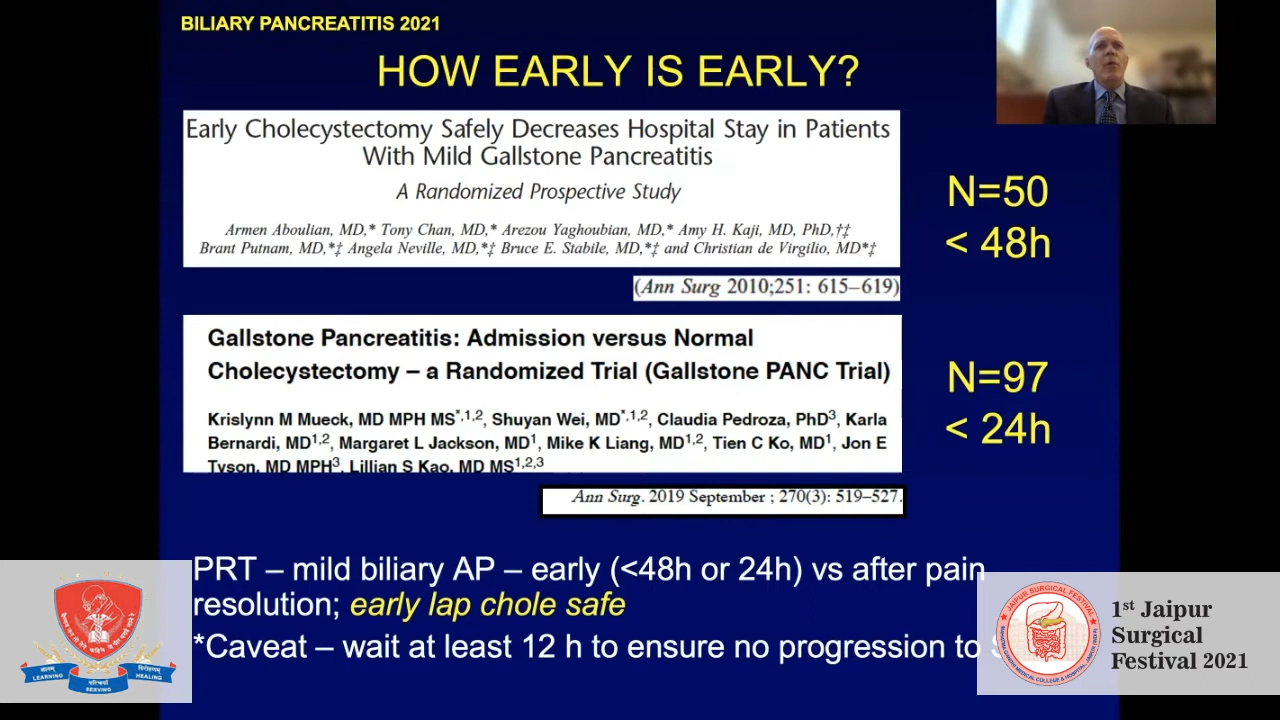 BILIARY PANCREATITIS 2021
HOW EARLY IS EARLY?
Early Cholecystectomy Safely Decreases Hospital Stay in Patients
With Mild Gallstone Pancreatitis
A Randomized Prospective Study
Armen Aboulian, MD,* Tony Chan, MD,* Arezou Yaghoubian, MD,* Amy H. Kaji, MD, PhD,†‡
Brant Putnam, MD,*‡ Angela Neville, MD,*‡ Bruce E. Stabile, MD,*‡ and Christian de Virgilio, MD*‡
(Ann Surg 2010;251: 615–619)
N=50
< 48h
Gallstone Pancreatitis: Admission versus Normal
Cholecystectomy – a Randomized Trial (Gallstone PANC Trial)
Krislynn M Mueck, MD MPH MS*,1,2, Shuyan Wei, MD*,1,2, Claudia Pedroza, PhD3, Karla
Bernardi, MD1,2, Margaret L Jackson, MD1, Mike K Liang, MD1,2, Tien C Ko, MD1, Jon E
Tyson, MD MPH3, Lillian S Kao, MD MS1,2,3
Ann Surg. 2019 September ; 270(3): 519–527.
N=97
< 24h
PRT – mild biliary AP – early (<48h or 24h) vs after pain
resolution; early lap chole safe
*Caveat – wait at least 12 h to ensure no progression to
LEARNING
SERVING
HEALING
JAIPUR SURGICAL FESTIVAL
1st Jaipur
Surgical
Festival 2021